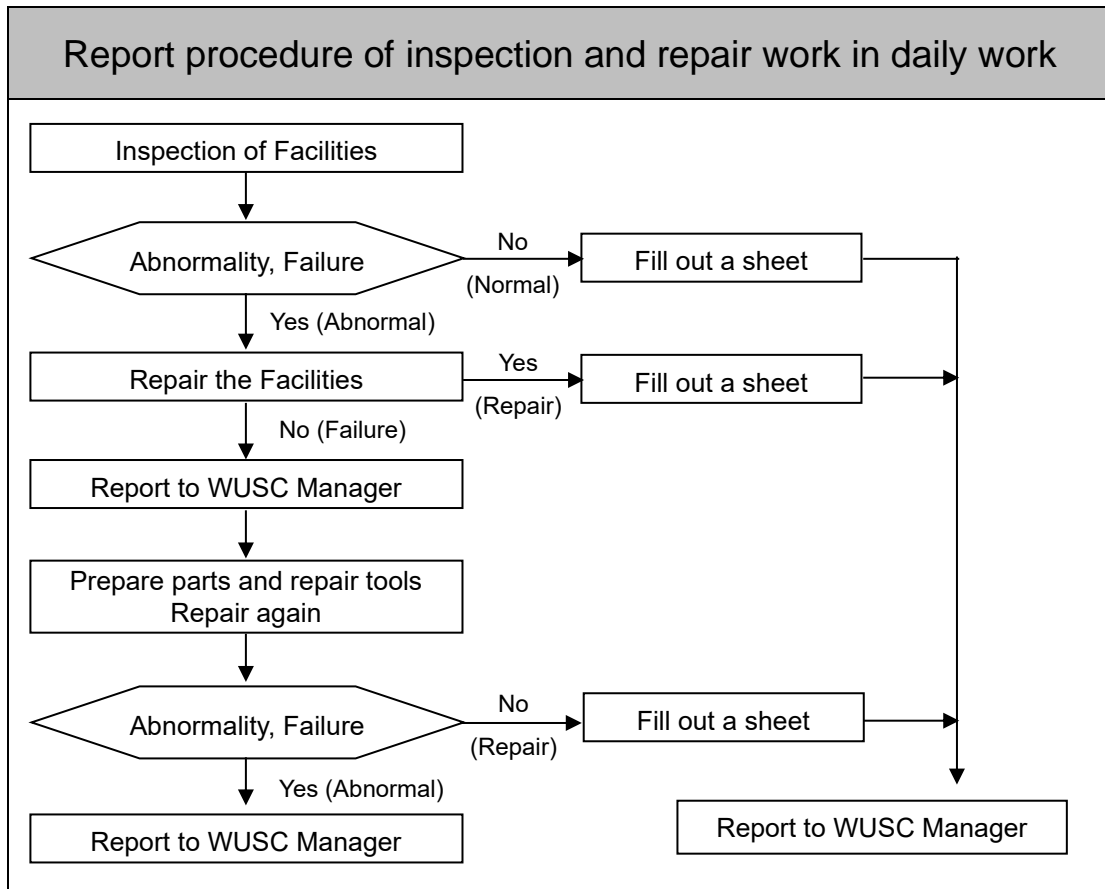 Report procedure of inspection and repair work in daily work
Inspection of Facilities
Abnormality, Failure
No
(Normal)
Fill out a sheet
Yes (Abnormal)
Repair the Facilities
Yes
(Repair)
Fill out a sheet
No (Failure)
Report to WUSC Manager
Prepare parts and repair tools
Repair again
Abnormality, Failure
No
(Repair)
Fill out a sheet
Yes (Abnormal)
Report to WUSC Manager
Report to WUSC Manager